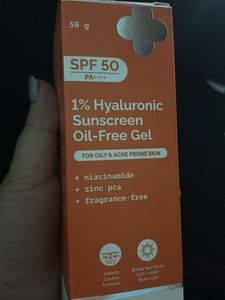 50 g
SPF 50
PA++++
1% Hyaluronic
Sunscreen
Oil-Free Gel
FOR OILY & ACNE PRONE SKIN
+ niacinamide
+ zinc pca
+ fragrance-free
Sebum
Control
Formula
Broad Spectrum
UVA + UVB +
Blue Light